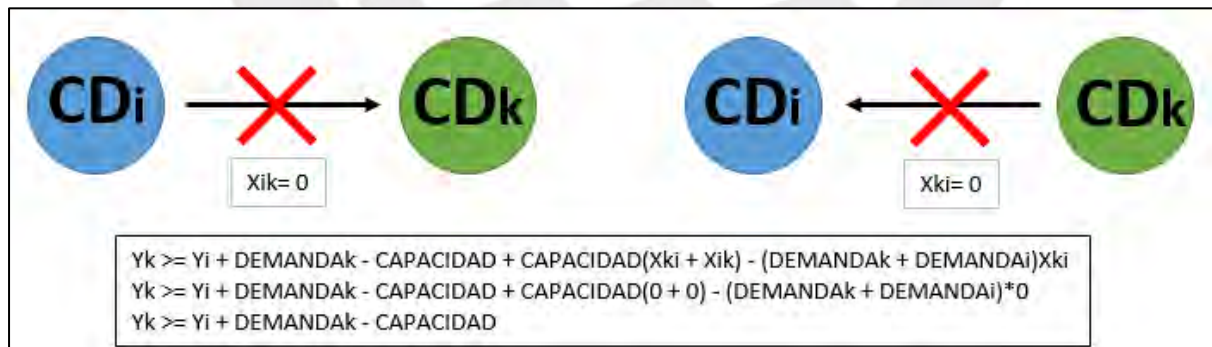 CDi CDk CDi CDk
Xik= 0 Xki= 0
Yk >= Yi + DEMANDAk - CAPACIDAD + CAPACIDAD(Xki + Xik) - (DEMANDAk + DEMANDAi)Xki
Yk >= Yi + DEMANDAk - CAPACIDAD + CAPACIDAD(0 + 0) - (DEMANDAk + DEMANDAi)*0
Yk >= Yi + DEMANDAk - CAPACIDAD